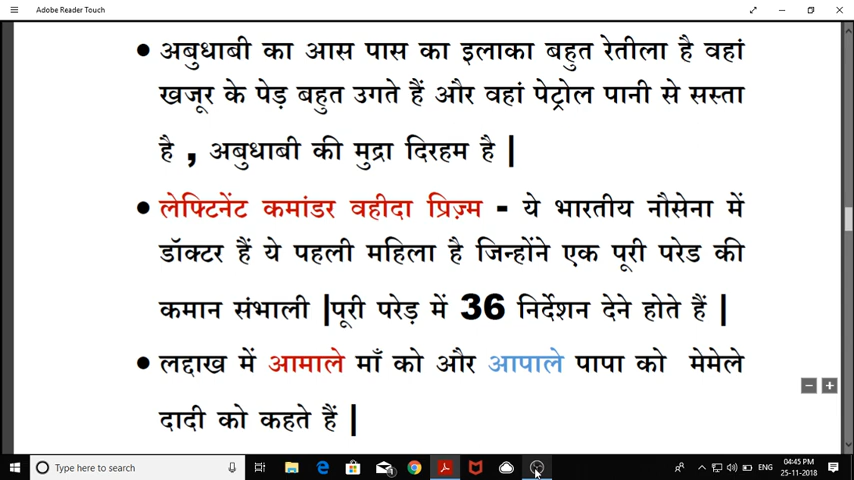 Adobe Reader Touch
● अबुधाबी का आस पास का इलाका बहुत रेतीला है वहां
खजूर के पेड़ बहुत उगते हैं और वहां पेट्रोल पानी से सस्ता
है , अबुधाबी की मुद्रा दिरहम है |
● लेफ्टिनेंट कमांडर वहीदा प्रिज़्म - ये भारतीय नौसेना में
डॉक्टर हैं ये पहली महिला है जिन्होंने एक पूरी परेड की
कमान संभाली |पूरी परेड़ में 36 निर्देशन देने होते हैं |
● लद्दाख में आमाले माँ को और आपाले पापा को मेमेले
दादी को कहते हैं |
Type here to search
ENG
04:45 PM
25-11-2018